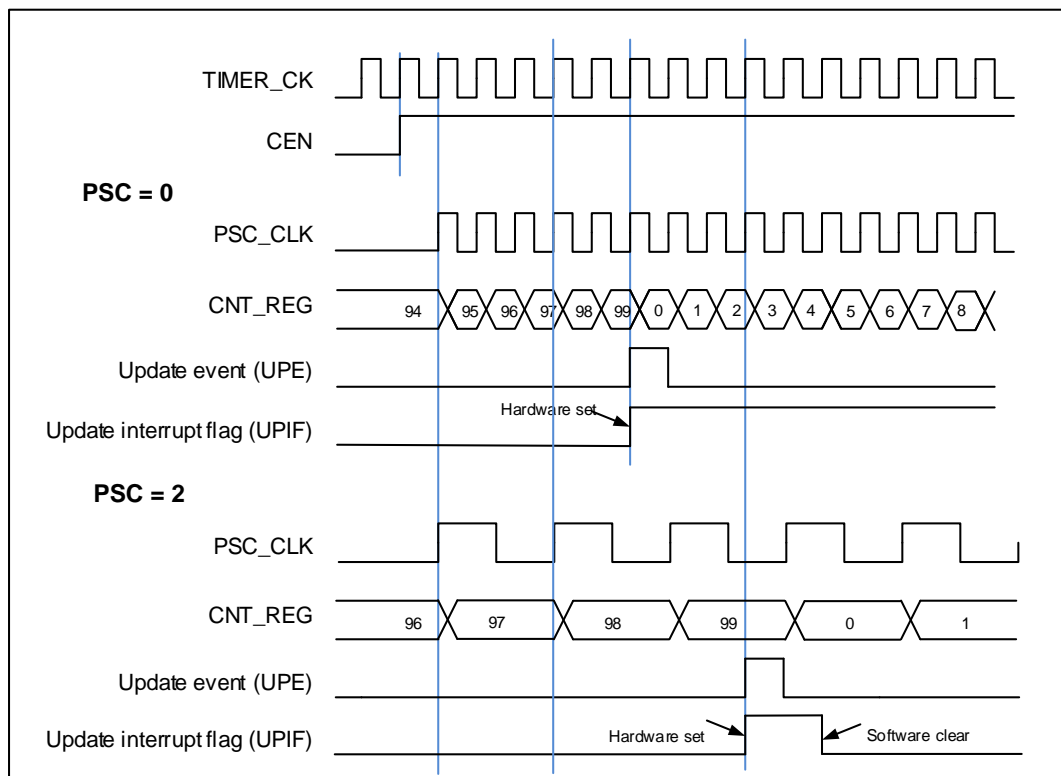 TIMER_CK
CEN
PSC = 0
PSC_CLK
CNT_REG 94 95 96 97 98 99 0 1 2 3 4 5 6 7 8
Update event (UPE)
Hardware set
Update interrupt flag (UPIF)
PSC = 2
PSC_CLK
CNT_REG 96 97 98 99 0 1
Update event (UPE)
Update interrupt flag (UPIF) Hardware set Software clear